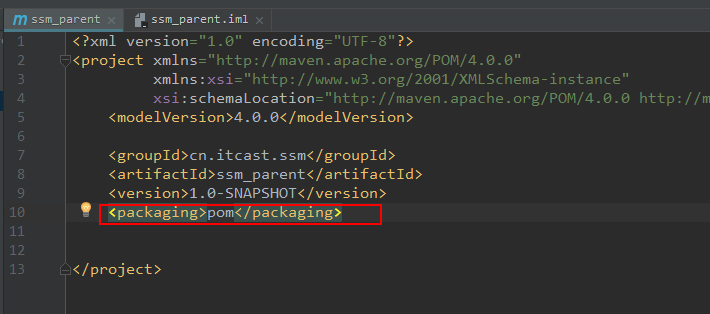 ssm_parent ssm_parent.iml
1 <?xml version="1.0" encoding="UTF-8"?>
2 <project xmlns="http://maven.apache.org/POM/4.0.0"
3 xmlns:xsi="http://www.w3.org/2001/XMLSchema-instance"
4 xsi:schemaLocation="http://maven.apache.org/POM/4.0.0 http://m
5 <modelVersion>4.0.0</modelVersion>
6
7 <groupId>cn.itcast.ssm</groupId>
8 <artifactId>ssm_parent</artifactId>
9 <version>1.0-SNAPSHOT</version>
10 <packaging>pom</packaging>
11
12
13 </project>